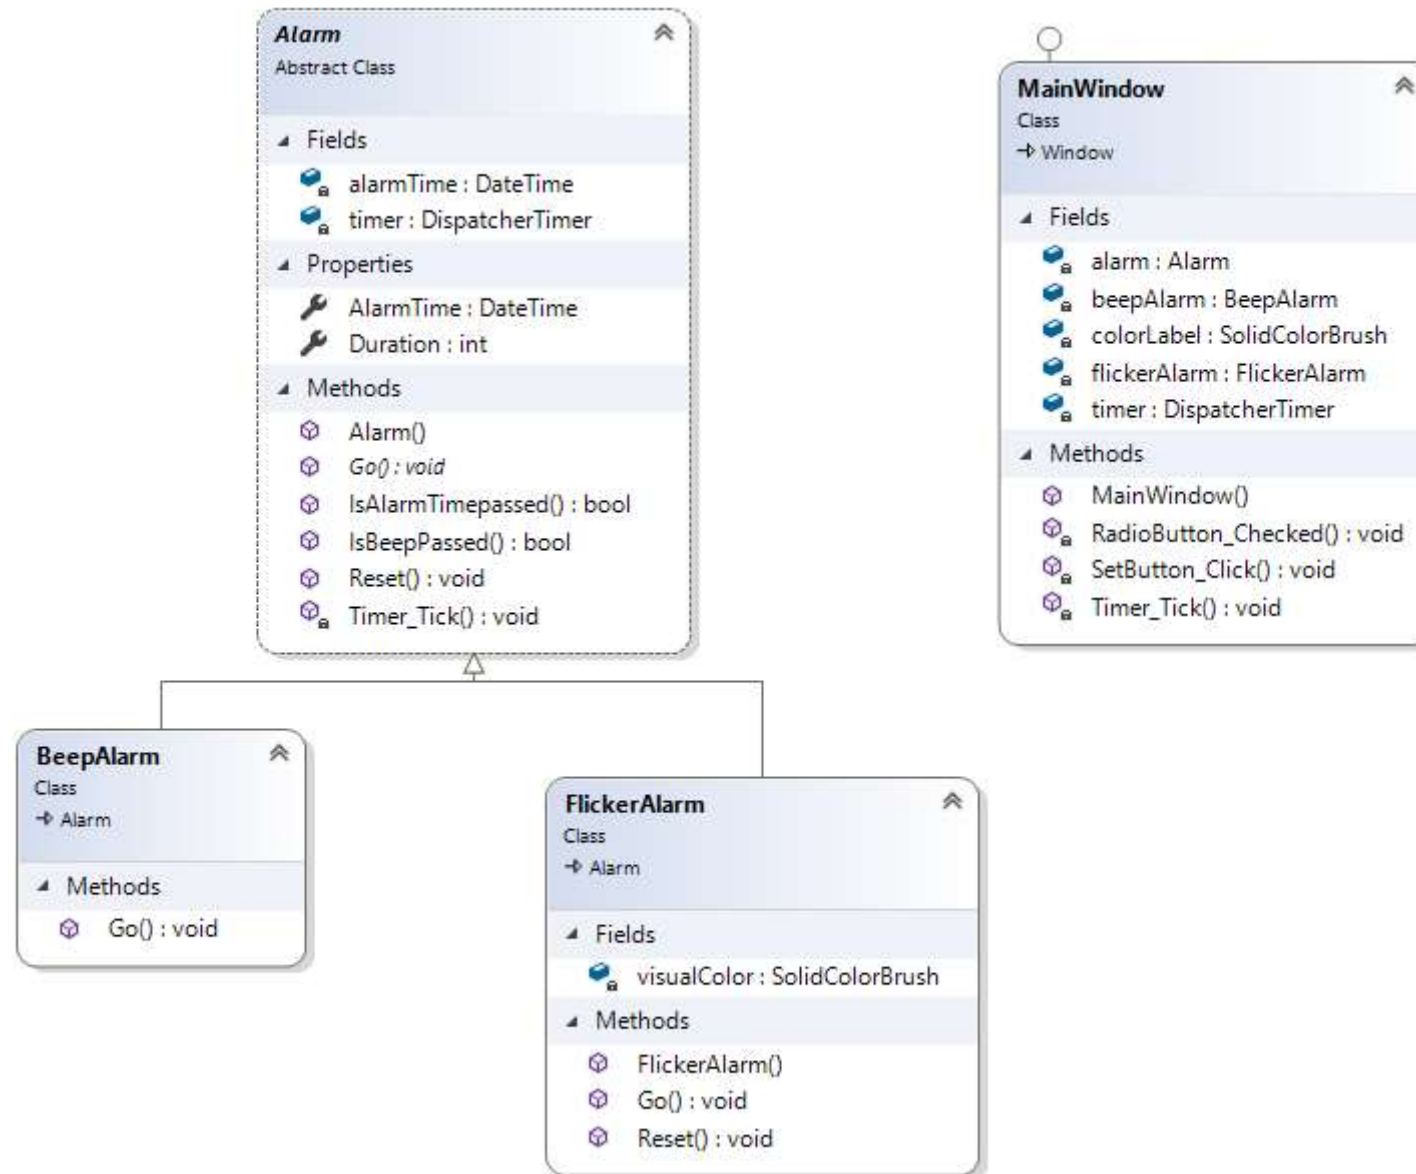 Alarm
Abstract Class
Fields
alarmTime : DateTime
timer : DispatcherTimer
Properties
AlarmTime : DateTime
Duration : int
Methods
Alarm()
Go() : void
IsAlarmTimepassed() : bool
IsBeepPassed() : bool
Reset() : void
Timer_Tick() : void
MainWindow
Class
Window
Fields
alarm : Alarm
beepAlarm : BeepAlarm
colorLabel : SolidColorBrush
flickerAlarm : FlickerAlarm
timer : DispatcherTimer
Methods
MainWindow()
RadioButton_Checked() : void
SetButton_Click() : void
Timer_Tick() : void
BeepAlarm
Class
Alarm
Methods
Go() : void
FlickerAlarm
Class
Alarm
Fields
visualColor : SolidColorBrush
Methods
FlickerAlarm()
Go() : void
Reset() : void